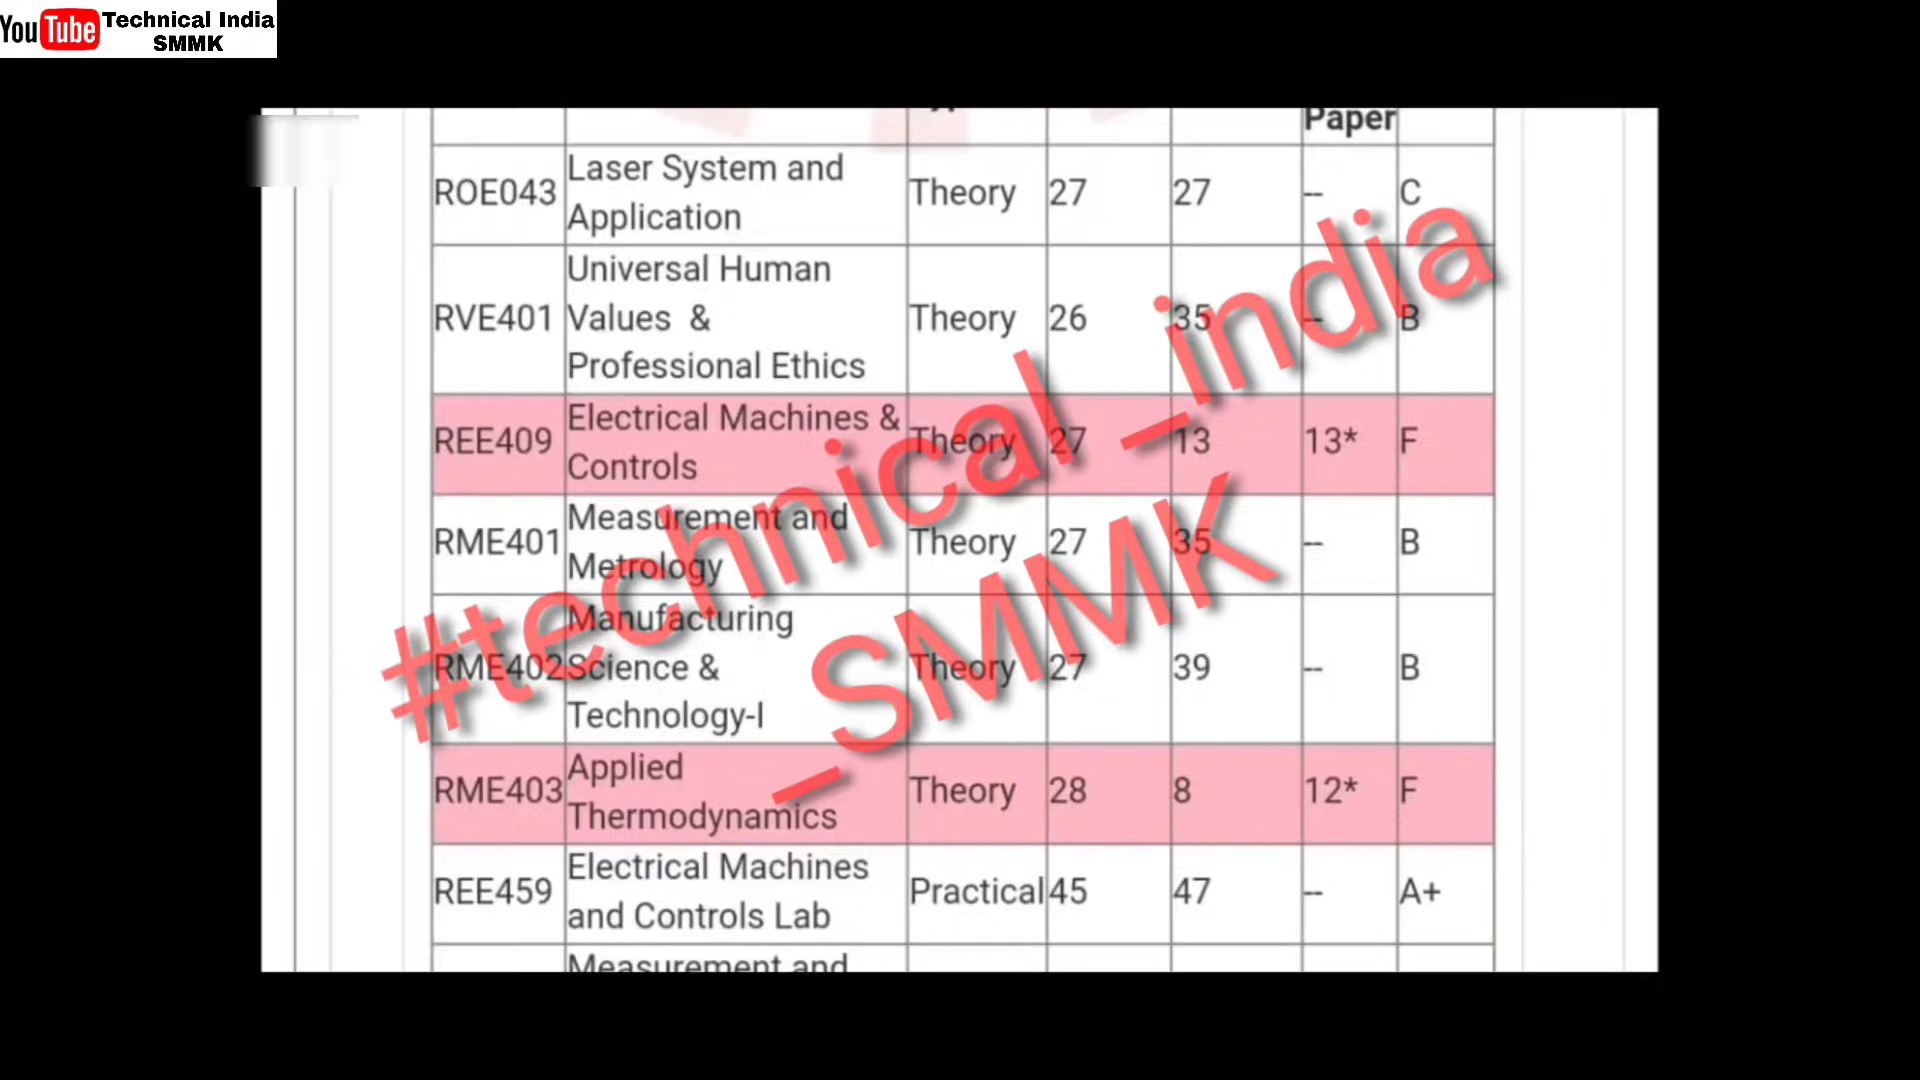 YouTube Technical India
SMMK
Paper
ROE043 Laser System and Application Theory 27 27 -- C
RVE401 Universal Human Values & Professional Ethics Theory 26 35 -- B
REE409 Electrical Machines & Controls Theory 27 13 13* F
RME401 Measurement and Metrology Theory 27 35 -- B
RME402 Manufacturing Science & Technology-I Theory 27 39 -- B
RME403 Applied Thermodynamics Theory 28 8 12* F
REE459 Electrical Machines and Controls Lab Practical 45 47 -- A+
Measurement and
#technical_india
_SMMK